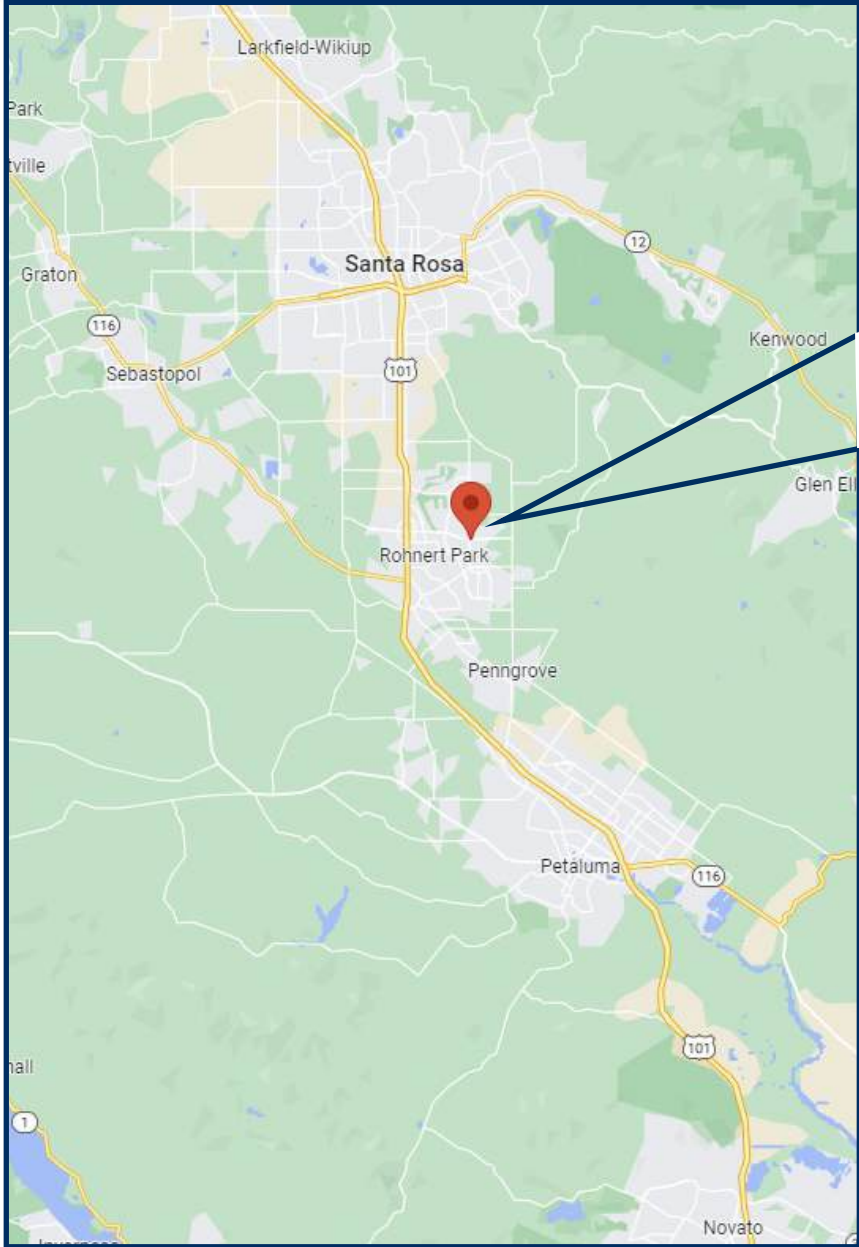 Larkfield-Wikiup
Park
ville
Santa Rosa
12
Graton
116
Kenwood
Sebastopol
101
Glen Ell
Rohnert Park
Penngrove
Petaluma
116
101
hall
1
Novato